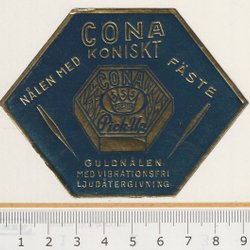 NÅLEN MED
CONA
KONISKT
FÄSTE
CONA
Pick-Up
GULDNÅLEN
MED VIBRATIONSFRI
LJUDÅTERGIVNING
1 2 3 4 5 6 7 8 9